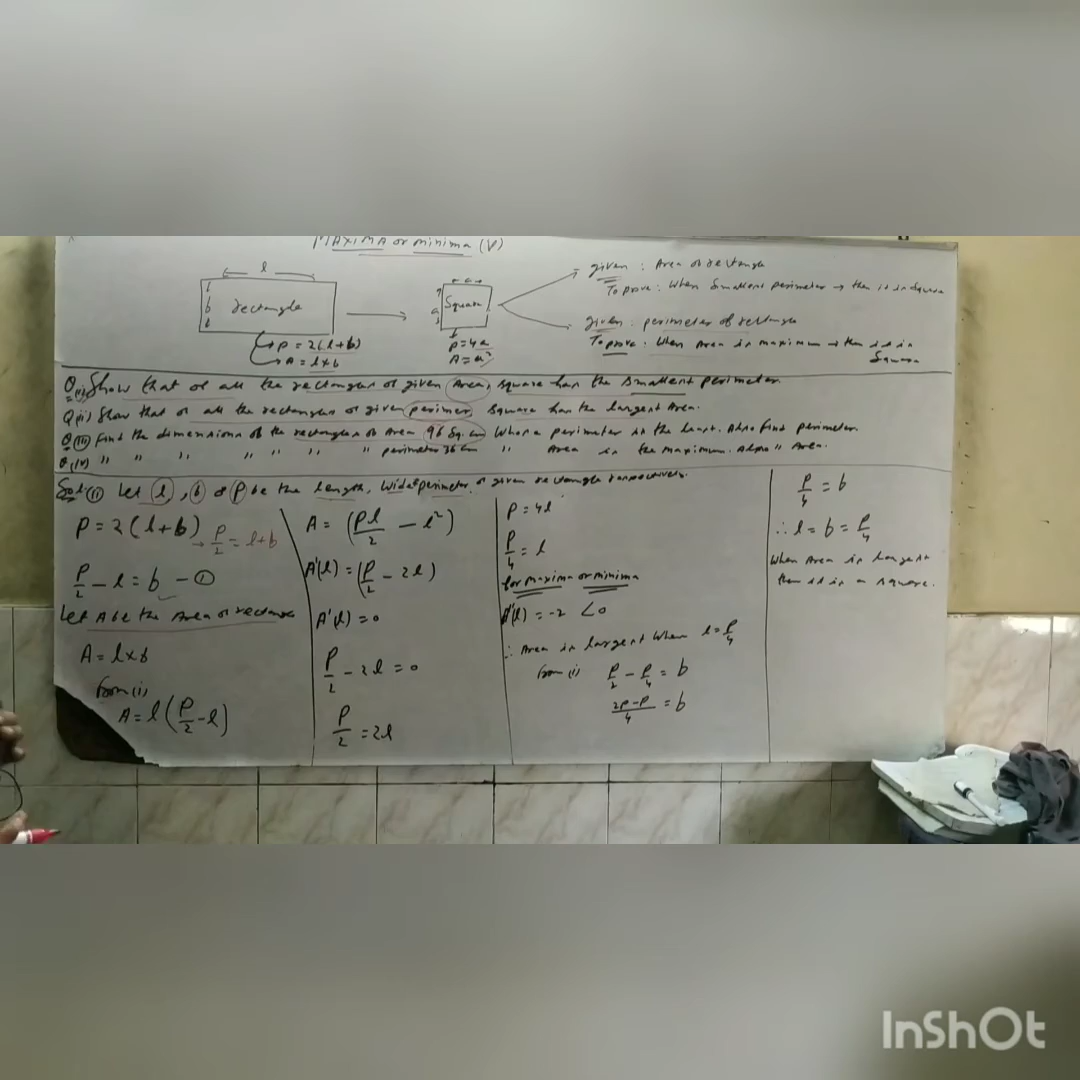 MAXIMA or minima (V)
l
b
rectangle
P = 2(l+b)
A = l×b
a
a
Square
P = 4a
A = a²
given : Area of rectangle
To prove : When Smallest perimeter → then it is Square
given : perimeter of rectangle
To prove : When Area is maximum → then it is
Square
Q(i) Show that of all the rectangles of given Area, square has the smallest perimeter.
Q(ii) Show that of all the rectangles of given perimer, square has the largest Area.
Q(iii) Find the dimensions of the rectangle of Area 96 Sq. cm Whose perimeter is the least. Also find perimeter.
Q(iv) " " " " " " " perimeter 36 cm " Area is the maximum. Also " Area.
Sol:(i) Let l, b & P be the length, Width perimeter of given rectangle respectively.
P = 2(l+b)
→ P/2 = l+b
P/2 - l = b - ①
Let A be the Area of rectangle
A = l×b
from (i)
A = l(P/2 - l)
A = (Pl/2 - l²)
A'(l) = (P/2 - 2l)
A'(l) = 0
P/2 - 2l = 0
P/2 = 2l
P = 4l
P/4 = l
for maxima or minima
A''(l) = -2 < 0
∴ Area is largest When l = P/4
from (i) P/2 - P/4 = b
2P-P/4 = b
P/4 = b
∴ l = b = P/4
When Area is largest
then it is a square.
InShOt